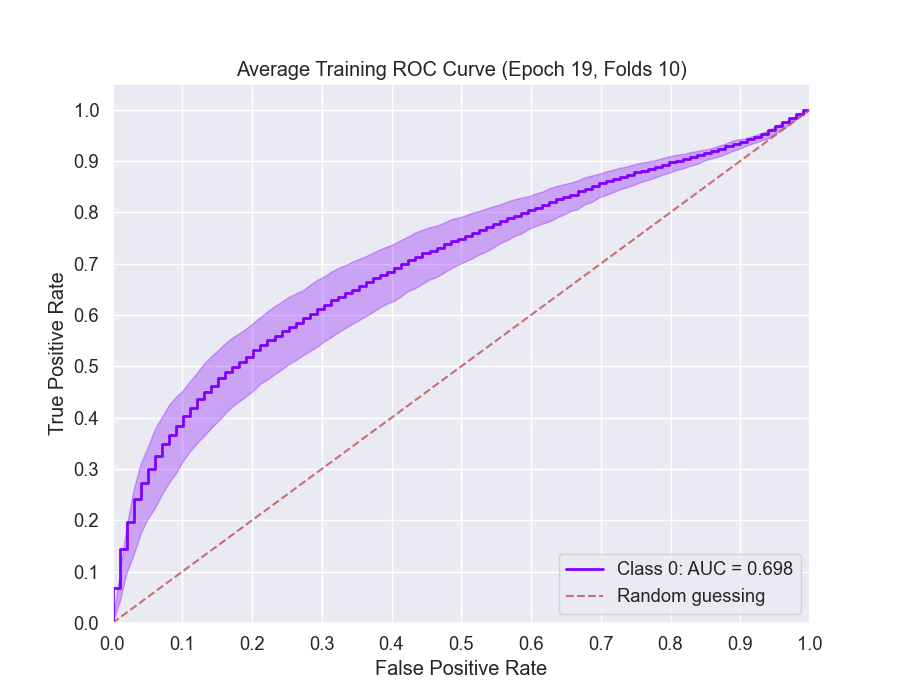 Average Training ROC Curve (Epoch 19, Folds 10)
True Positive Rate
1.0
0.9
0.8
0.7
0.6
0.5
0.4
0.3
0.2
0.1
0.0
Class 0: AUC = 0.698
Random guessing
0.0 0.1 0.2 0.3 0.4 0.5 0.6 0.7 0.8 0.9 1.0
False Positive Rate